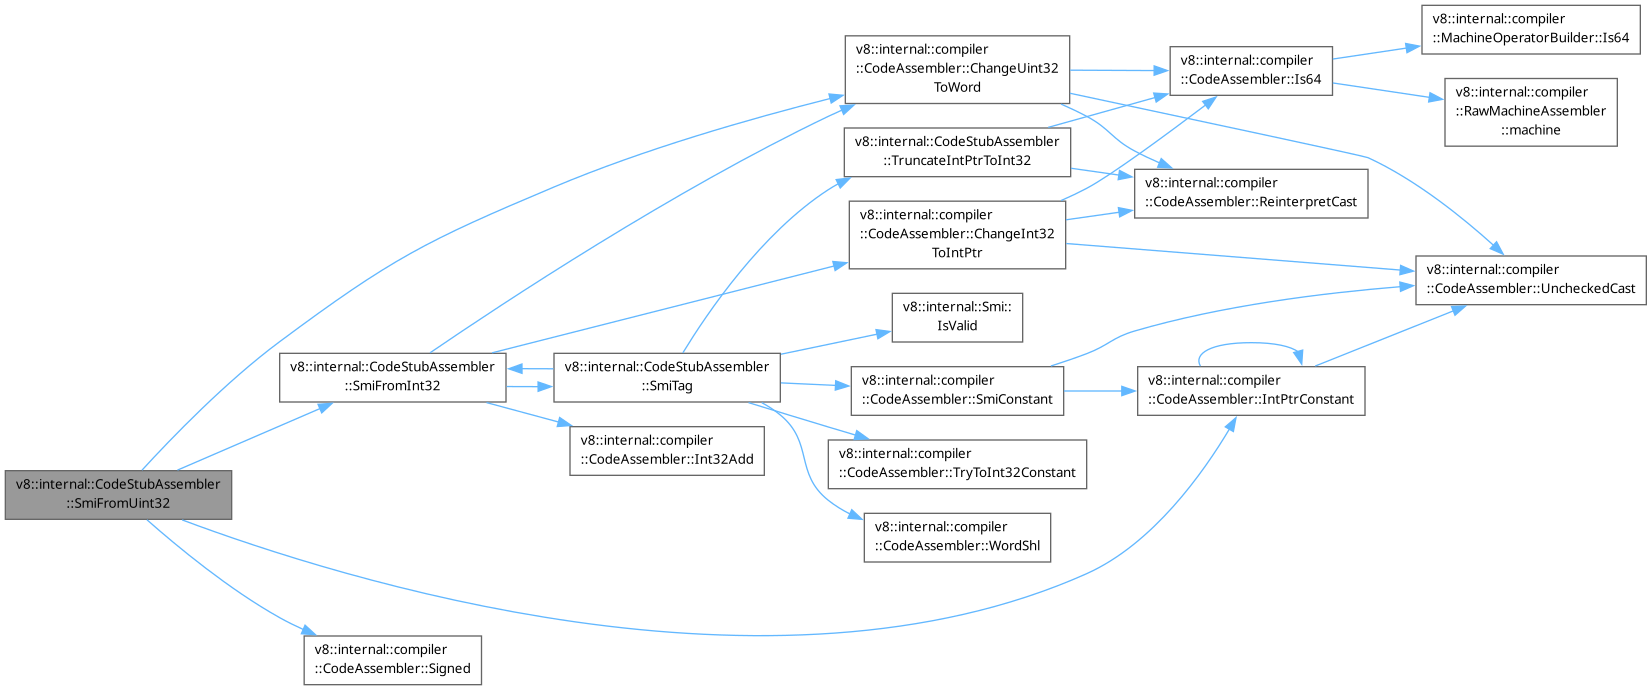 v8::internal::CodeStubAssembler
::SmiFromUint32
v8::internal::CodeStubAssembler
::SmiFromInt32
v8::internal::compiler
::CodeAssembler::Signed
v8::internal::CodeStubAssembler
::SmiTag
v8::internal::compiler
::CodeAssembler::Int32Add
v8::internal::compiler
::CodeAssembler::ChangeUint32
ToWord
v8::internal::CodeStubAssembler
::TruncateIntPtrToInt32
v8::internal::compiler
::CodeAssembler::ChangeInt32
ToIntPtr
v8::internal::Smi::
IsValid
v8::internal::compiler
::CodeAssembler::SmiConstant
v8::internal::compiler
::CodeAssembler::TryToInt32Constant
v8::internal::compiler
::CodeAssembler::WordShl
v8::internal::compiler
::CodeAssembler::Is64
v8::internal::compiler
::CodeAssembler::ReinterpretCast
v8::internal::compiler
::CodeAssembler::IntPtrConstant
v8::internal::compiler
::MachineOperatorBuilder::Is64
v8::internal::compiler
::RawMachineAssembler
::machine
v8::internal::compiler
::CodeAssembler::UncheckedCast